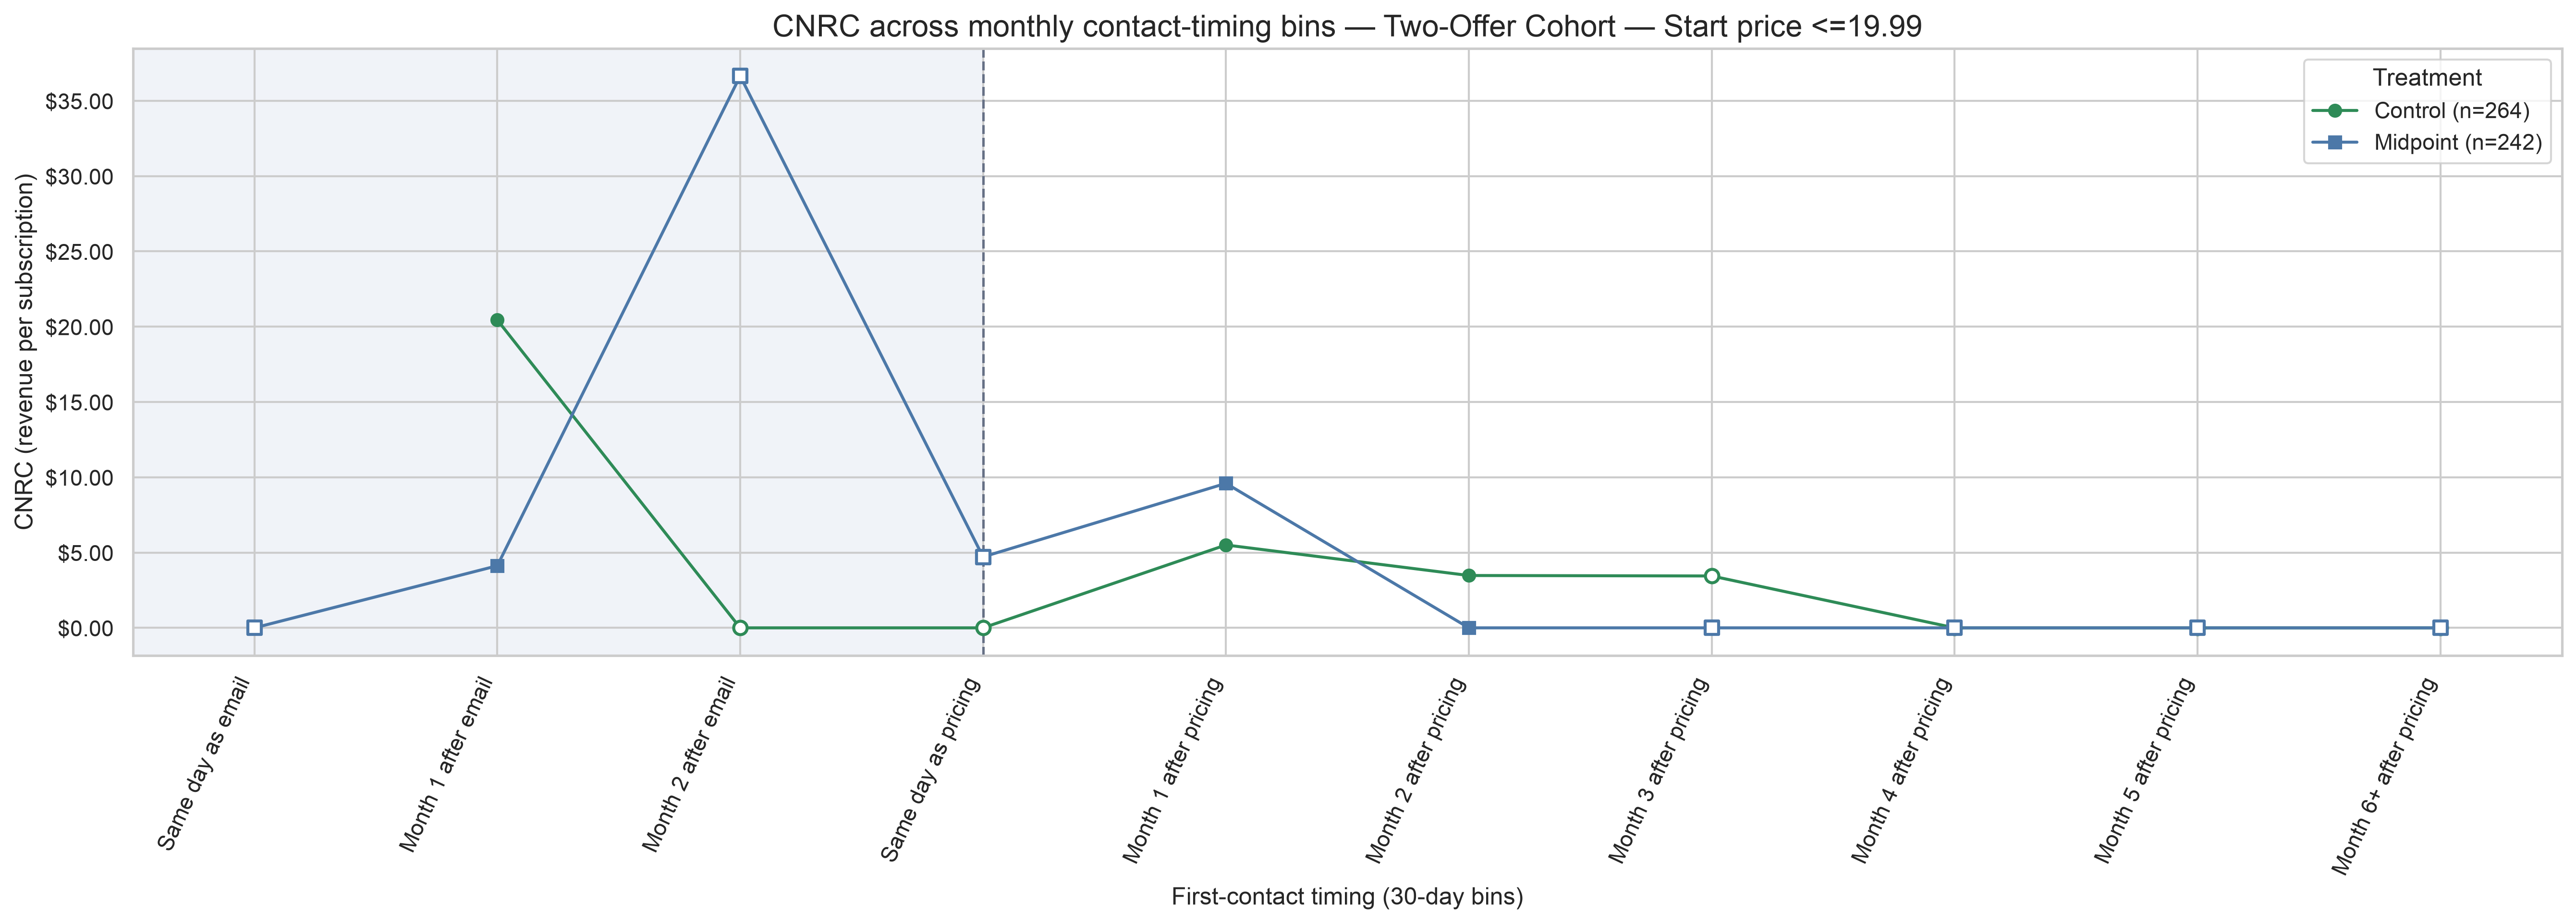 CNRC across monthly contact-timing bins — Two-Offer Cohort — Start price <=19.99
CNRC (revenue per subscription)
$35.00
$30.00
$25.00
$20.00
$15.00
$10.00
$5.00
$0.00
Treatment
Control (n=264)
Midpoint (n=242)
Same day as email
Month 1 after email
Month 2 after email
Same day as pricing
Month 1 after pricing
Month 2 after pricing
Month 3 after pricing
Month 4 after pricing
Month 5 after pricing
Month 6+ after pricing
First-contact timing (30-day bins)